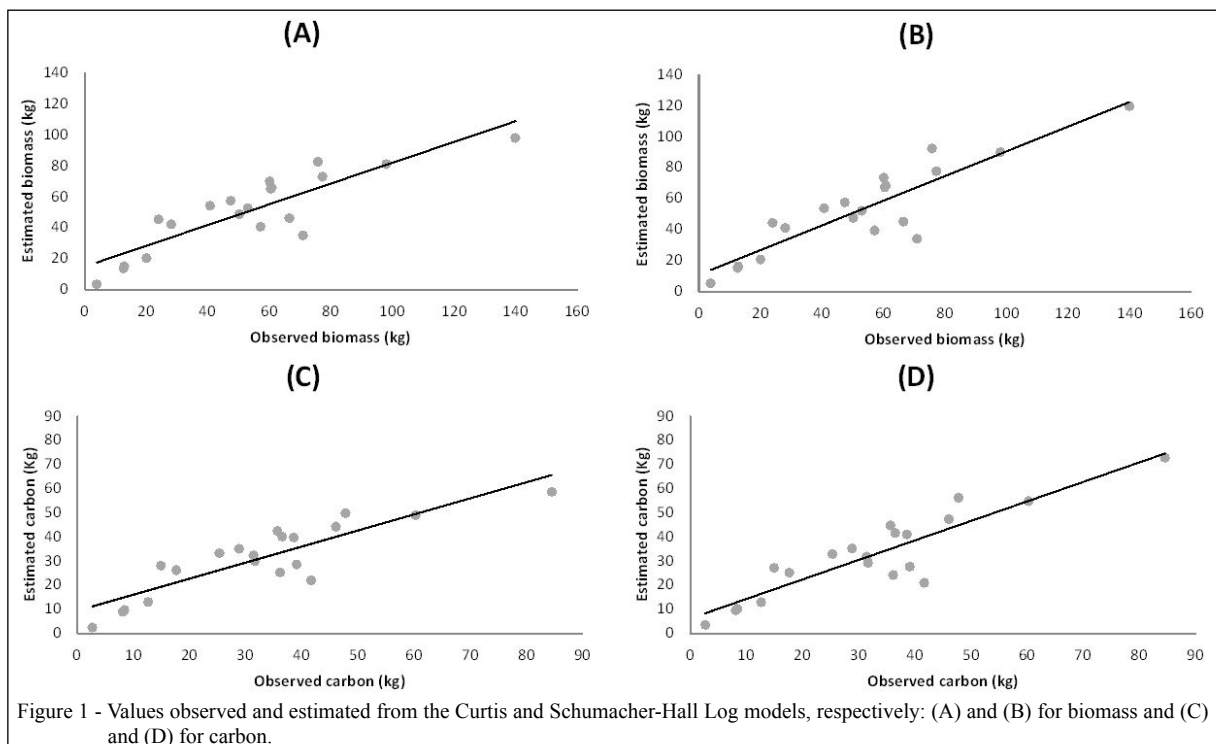 (A)
Estimated biomass (kg)
140
120
100
80
60
40
20
0
0 20 40 60 80 100 120 140 160
Observed biomass (kg)
(B)
Estimated biomass (kg)
140
120
100
80
60
40
20
0
0 20 40 60 80 100 120 140 160
Observed biomass (kg)
(C)
Estimated carbon (Kg)
90
80
70
60
50
40
30
20
10
0
0 10 20 30 40 50 60 70 80 90
Observed carbon (kg)
(D)
Estimated carbon (Kg)
90
80
70
60
50
40
30
20
10
0
0 10 20 30 40 50 60 70 80 90
Observed carbon (kg)
Figure 1 - Values observed and estimated from the Curtis and Schumacher-Hall Log models, respectively: (A) and (B) for biomass and (C)
and (D) for carbon.